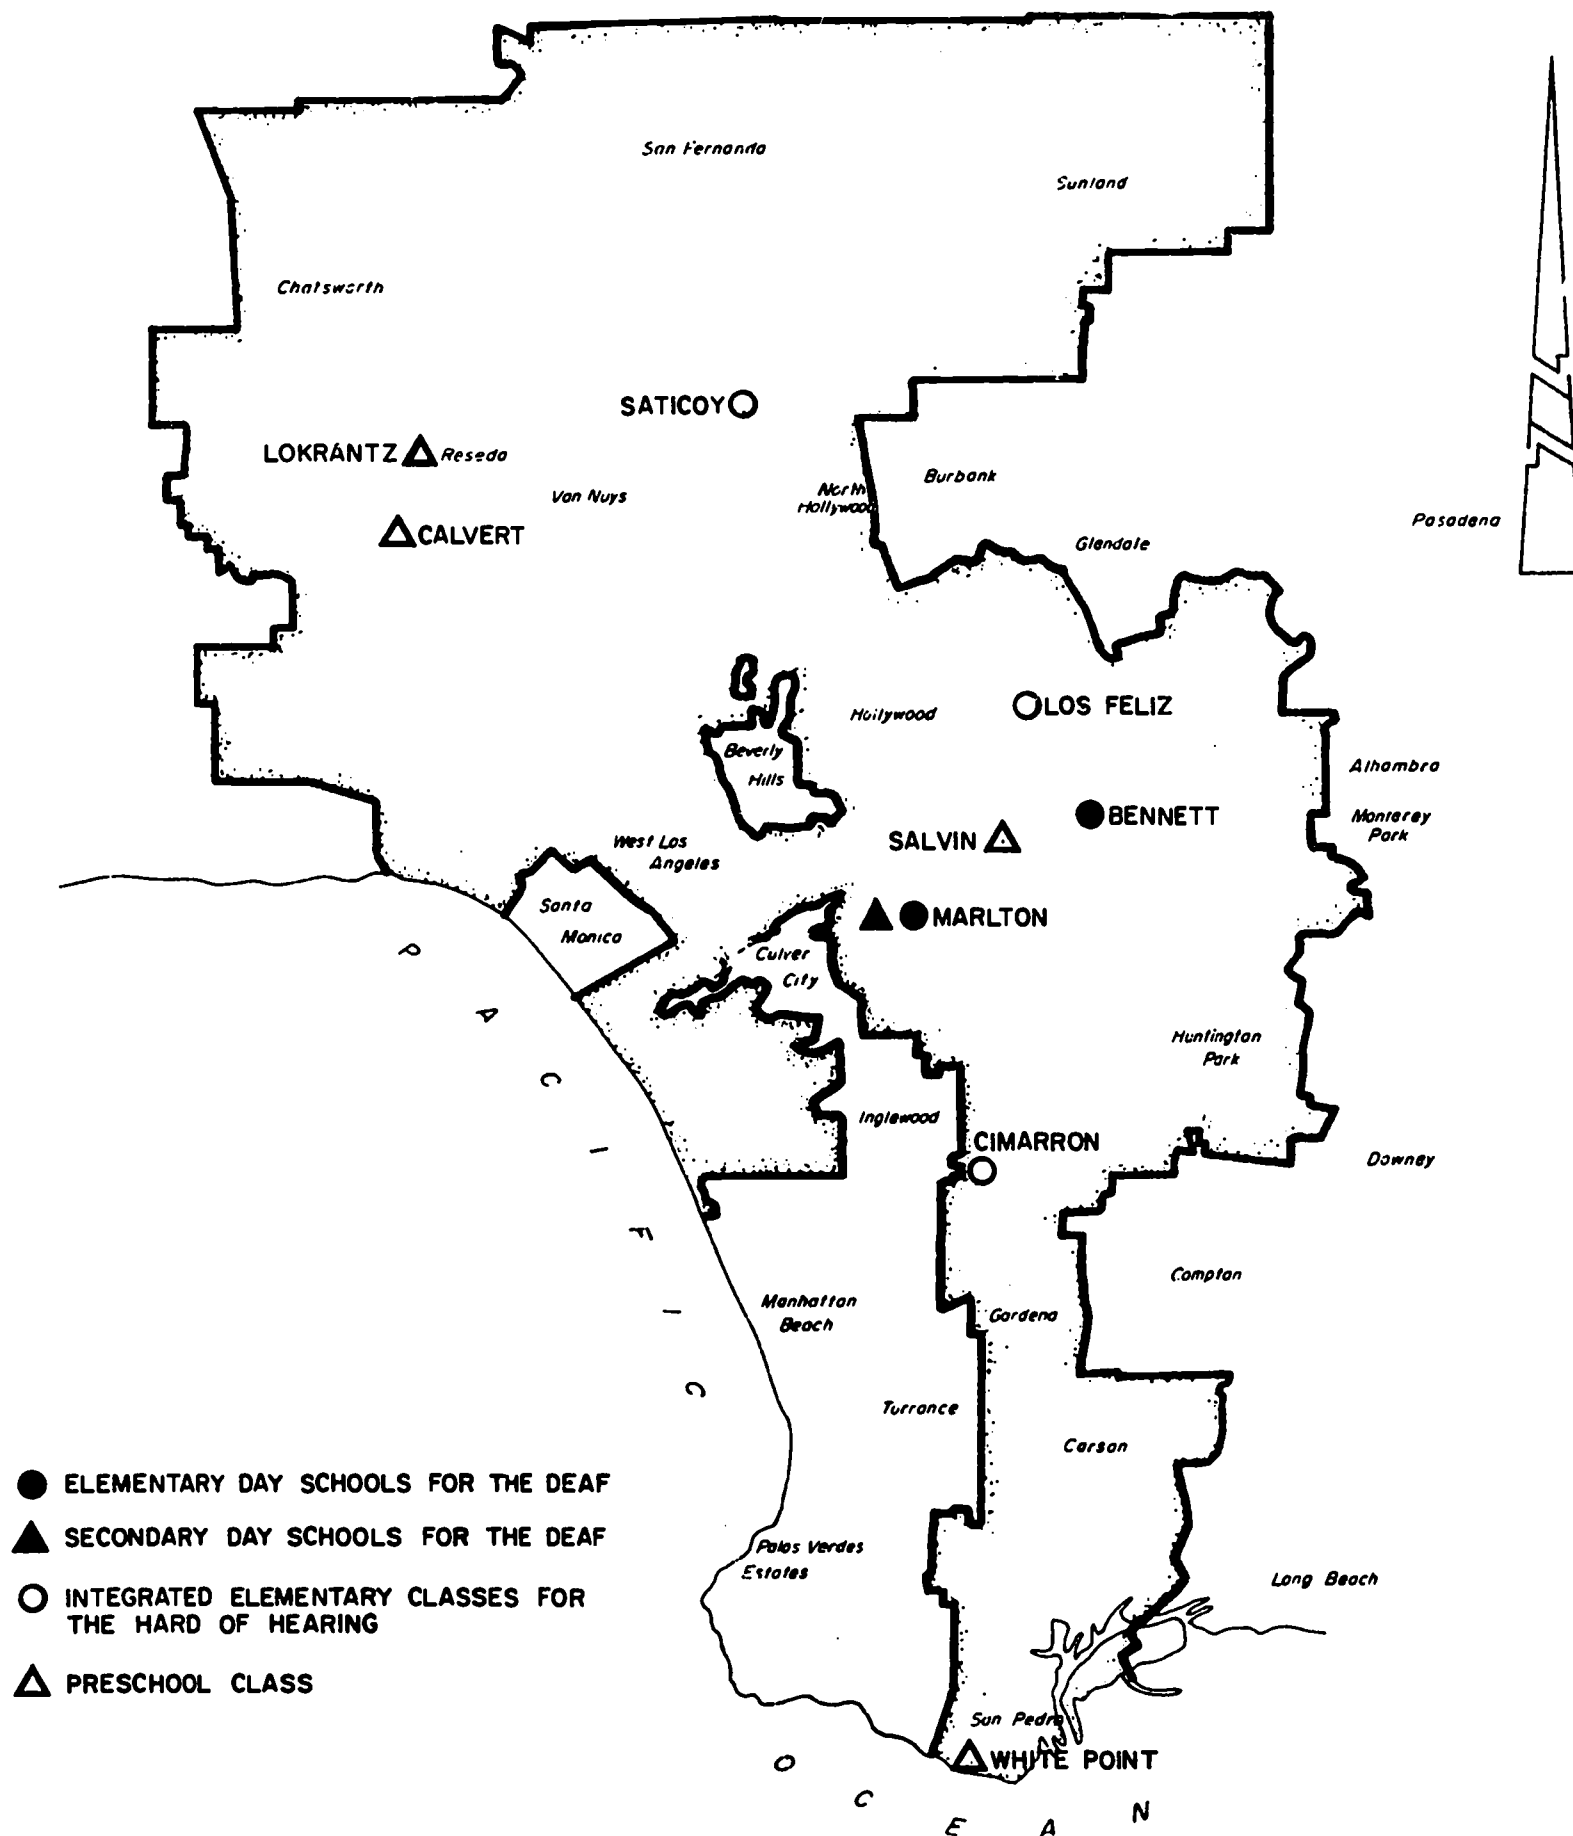 San Fernando
Sunland
Chatsworth
SATICOY
LOKRANTZ
Reseda
Van Nuys
North
Hollywood
Burbank
Pasadena
CALVERT
Glendale
Hollywood
LOS FELIZ
Beverly
Hills
Alhambra
Monterey
Park
BENNETT
SALVIN
West Los
Angeles
Santa
Monica
MARLTON
Culver
City
Huntington
Park
Inglewood
CIMARRON
Downey
Compton
Manhattan
Beach
Gardena
Torrance
Carson
PACIFIC
ELEMENTARY DAY SCHOOLS FOR THE DEAF
SECONDARY DAY SCHOOLS FOR THE DEAF
INTEGRATED ELEMENTARY CLASSES FOR
THE HARD OF HEARING
PRESCHOOL CLASS
Palos Verdes
Estates
Long Beach
San Pedro
WHITE POINT
OCEAN